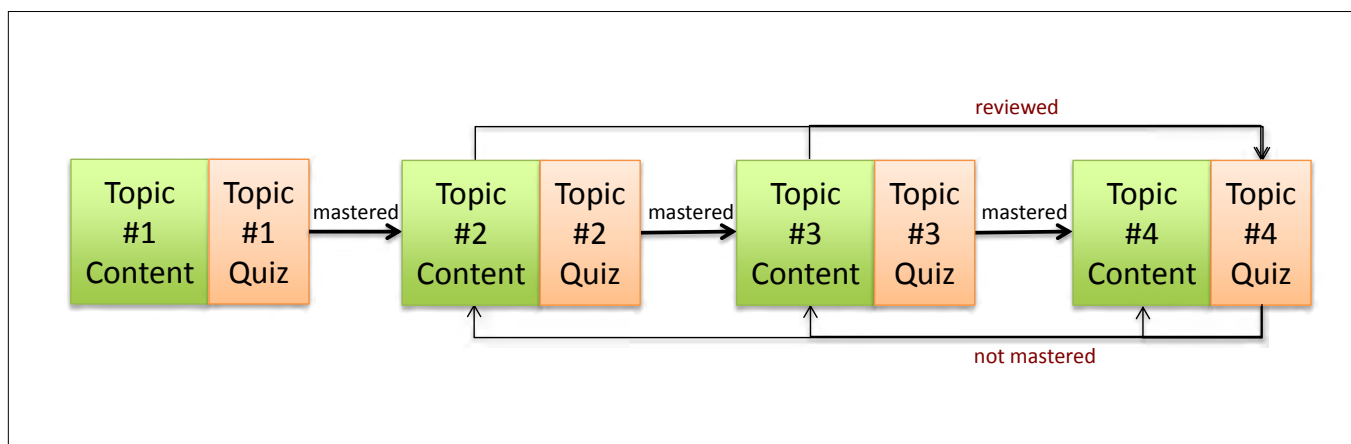 reviewed
Topic
#1
Content
Topic
#1
Quiz
mastered
Topic
#2
Content
Topic
#2
Quiz
mastered
Topic
#3
Content
Topic
#3
Quiz
mastered
Topic
#4
Content
Topic
#4
Quiz
not mastered